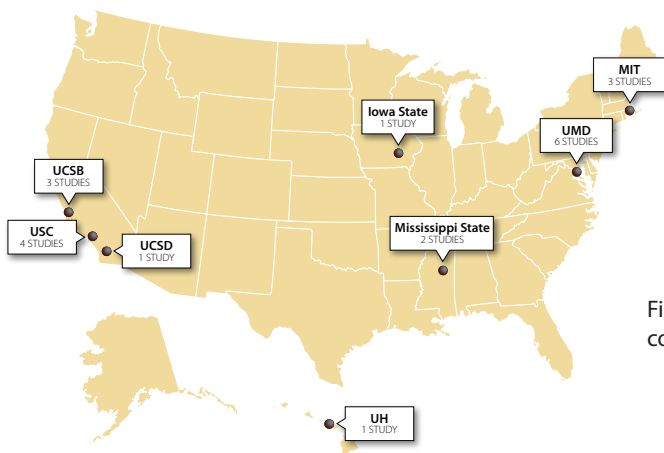 MIT
3 STUDIES
Iowa State
1 STUDY
UMD
6 STUDIES
UCSB
3 STUDIES
USC
4 STUDIES
UCSD
1 STUDY
Mississippi State
2 STUDIES
UH
1 STUDY